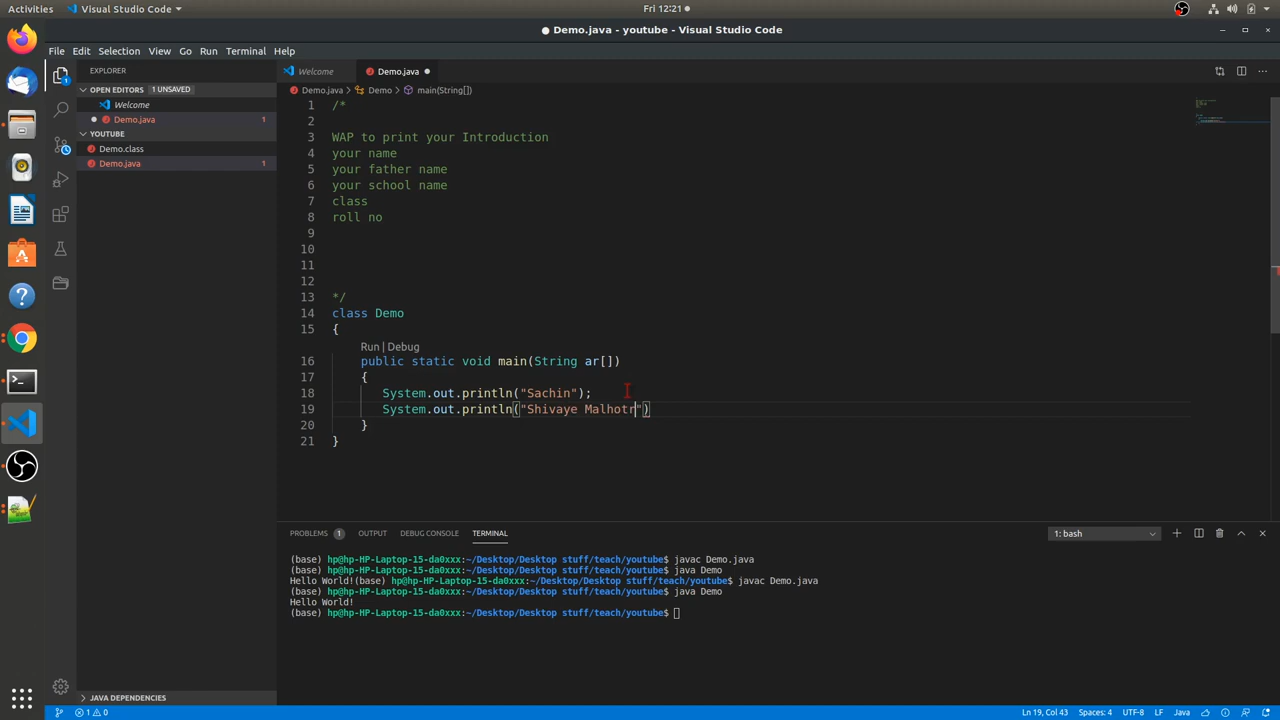 Activities Visual Studio Code Fri 12:21
Demo.java - youtube - Visual Studio Code
File Edit Selection View Go Run Terminal Help
EXPLORER Welcome Demo.java
OPEN EDITORS 1 UNSAVED Demo.java > Demo > main(String[])
Welcome
Demo.java 1
YOUTUBE
Demo.class
Demo.java 1
1 /*
2
3 WAP to print your Introduction
4 your name
5 your father name
6 your school name
7 class
8 roll no
9
10
11
12
13 */
14 class Demo
15 {
Run | Debug
16 public static void main(String ar[])
17 {
18 System.out.println("Sachin");
19 System.out.println("Shivaye Malhotr")
20 }
21 }
PROBLEMS 1 OUTPUT DEBUG CONSOLE TERMINAL 1: bash
(base) hp@hp-HP-Laptop-15-da0xxx:~/Desktop/Desktop stuff/teach/youtube$ javac Demo.java
(base) hp@hp-HP-Laptop-15-da0xxx:~/Desktop/Desktop stuff/teach/youtube$ java Demo
Hello World!(base) hp@hp-HP-Laptop-15-da0xxx:~/Desktop/Desktop stuff/teach/youtube$ javac Demo.java
(base) hp@hp-HP-Laptop-15-da0xxx:~/Desktop/Desktop stuff/teach/youtube$ java Demo
Hello World!
(base) hp@hp-HP-Laptop-15-da0xxx:~/Desktop/Desktop stuff/teach/youtube$
JAVA DEPENDENCIES
1 0 Ln 19, Col 43 Spaces: 4 UTF-8 LF Java